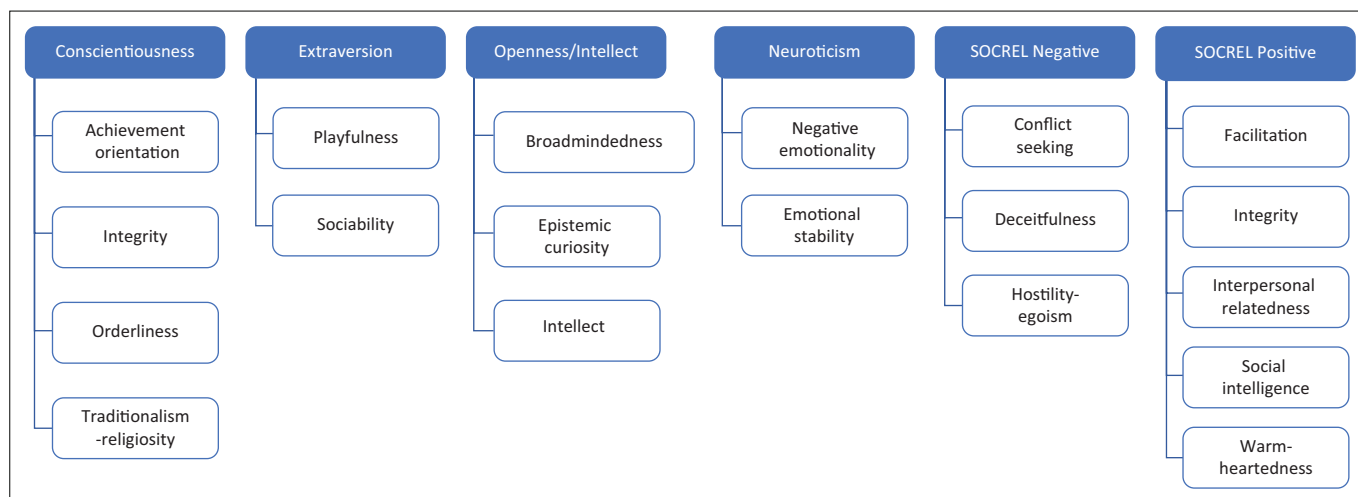 Conscientiousness
Achievement
orientation
Integrity
Orderliness
Traditionalism
-religiosity
Extraversion
Playfulness
Sociability
Openness/Intellect
Broadmindedness
Epistemic
curiosity
Intellect
Neuroticism
Negative
emotionality
Emotional
stability
SOCREL Negative
Conflict
seeking
Deceitfulness
Hostility-
egoism
SOCREL Positive
Facilitation
Integrity
Interpersonal
relatedness
Social
intelligence
Warm-
heartedness